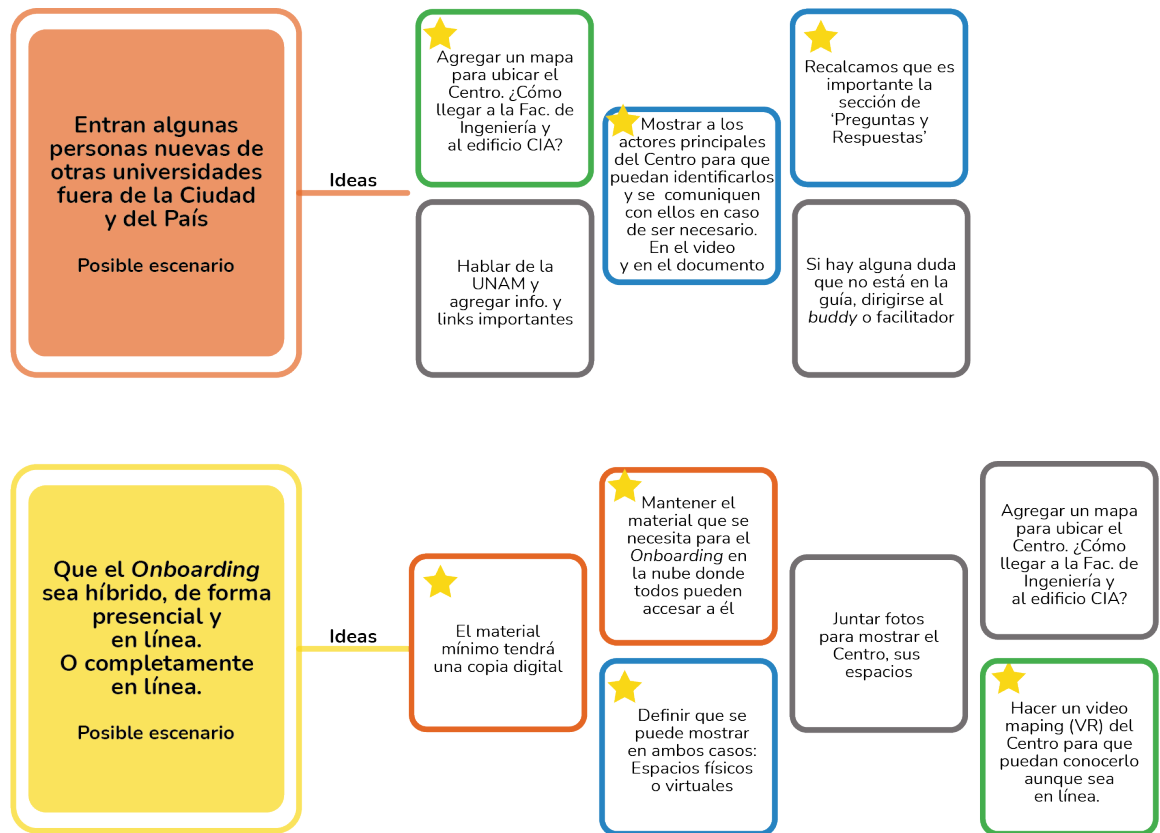 Entran algunas
personas nuevas de
otras universidades
fuera de la Ciudad
y del País
Posible escenario
Ideas
Agregar un mapa
para ubicar el
Centro. ¿Cómo
llegar a la Fac. de
Ingeniería y
al edificio CIA?
Hablar de la
UNAM y
agregar info. y
links importantes
Mostrar a los
actores principales
del Centro para que
puedan identificarlos
y se comuniquen
con ellos en caso
de ser necesario.
En el video
y en el documento
Recalcamos que es
importante la
sección de
‘Preguntas y
Respuestas’
Si hay alguna duda
que no está en la
guía, dirigirse al
buddy o facilitador
Que el Onboarding
sea híbrido, de forma
presencial y
en línea.
O completamente
en línea.
Posible escenario
Ideas
El material
mínimo tendrá
una copia digital
Mantener el
material que se
necesita para el
Onboarding en
la nube donde
todos pueden
accesar a él
Definir que se
puede mostrar
en ambos casos:
Espacios físicos
o virtuales
Juntar fotos
para mostrar el
Centro, sus
espacios
Agregar un mapa
para ubicar el
Centro. ¿Cómo
llegar a la Fac. de
Ingeniería y
al edificio CIA?
Hacer un video
maping (VR) del
Centro para que
puedan conocerlo
aunque sea
en línea.